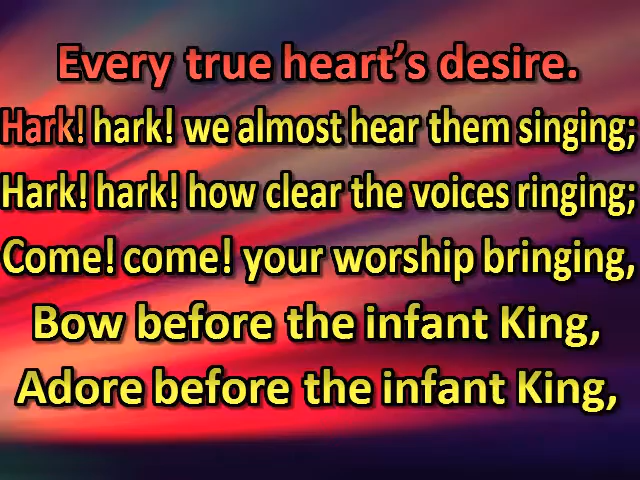 Every true heart’s desire.
Hark! hark! we almost hear them singing;
Hark! hark! how clear the voices ringing;
Come! come! your worship bringing,
Bow before the infant King,
Adore before the infant King,